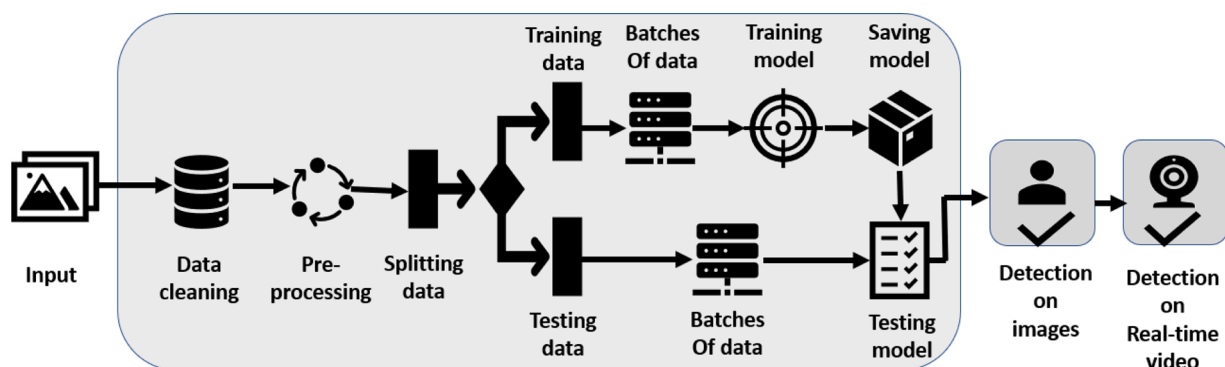 Input
Data
cleaning
Pre-
processing
Splitting
data
Training
data
Batches
Of data
Training
model
Saving
model
Testing
data
Batches
Of data
Testing
model
Detection
on
images
Detection
on
Real-time
video